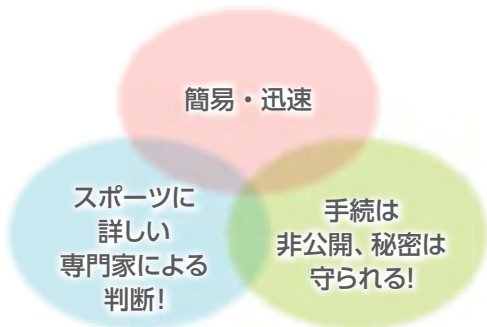 簡易・迅速
スポーツに
詳しい
専門家による
判断！
手続は
非公開、秘密は
守られる！